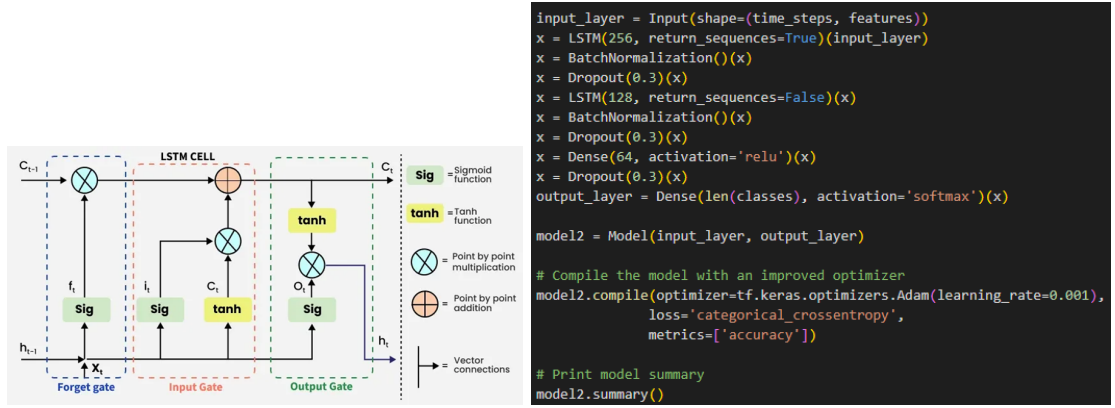 LSTM CELL
Ct-1
Ct
ft
it
Ct
Ot
tanh
Sig
Sig
tanh
Sig
ht-1
Xt
ht
Forget gate
Input Gate
Output Gate
Sig =Sigmoid
function
tanh =Tanh
function
= Point by point
multiplication
= Point by point
addition
= Vector
connections
input_layer = Input(shape=(time_steps, features))
x = LSTM(256, return_sequences=True)(input_layer)
x = BatchNormalization()(x)
x = Dropout(0.3)(x)
x = LSTM(128, return_sequences=False)(x)
x = BatchNormalization()(x)
x = Dropout(0.3)(x)
x = Dense(64, activation='relu')(x)
x = Dropout(0.3)(x)
output_layer = Dense(len(classes), activation='softmax')(x)
model2 = Model(input_layer, output_layer)
# Compile the model with an improved optimizer
model2.compile(optimizer=tf.keras.optimizers.Adam(learning_rate=0.001),
loss='categorical_crossentropy',
metrics=['accuracy'])
# Print model summary
model2.summary()